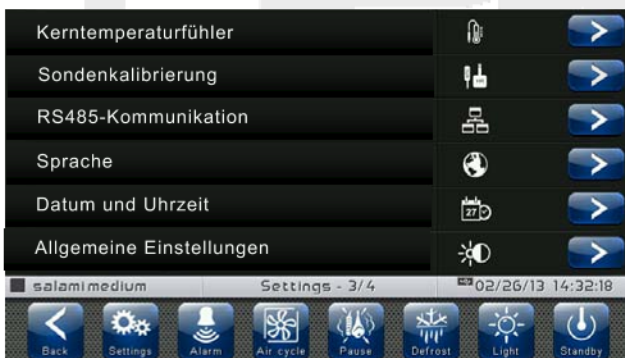 Kerntemperaturfühler
Sondenkalibrierung
RS485-Kommunikation
Sprache
Datum und Uhrzeit
27
Allgemeine Einstellungen
salamimedium Settings - 3/4 02/26/13 14:32:18
Back Settings Alarm Air cycle Pause Defrost Light Standby